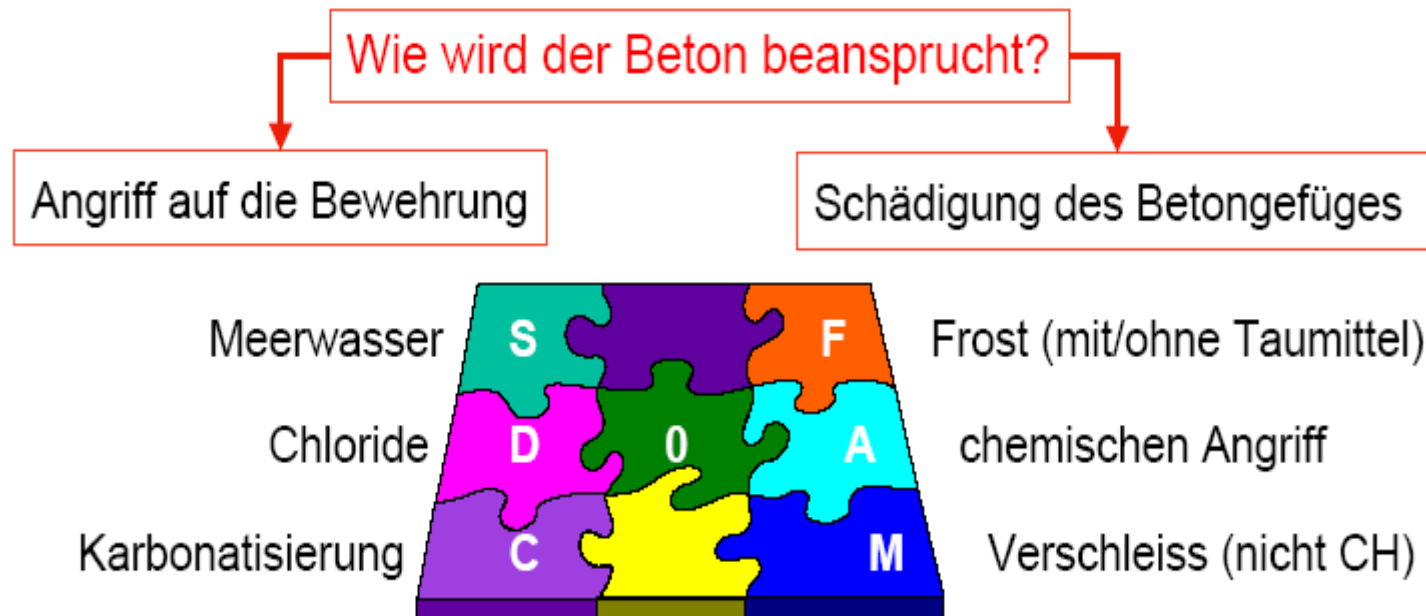 Wie wird der Beton beansprucht?
Angriff auf die Bewehrung
Schädigung des Betongefüges
Meerwasser S F Frost (mit/ohne Taumittel)
Chloride D 0 A chemischen Angriff
Karbonatisierung C M Verschleiss (nicht CH)